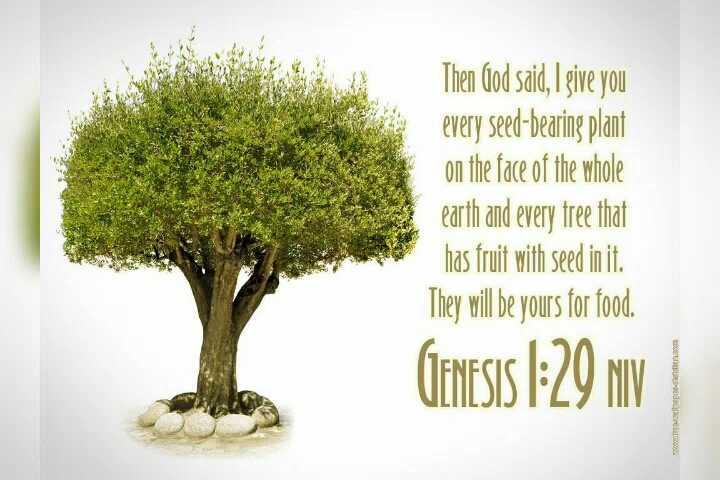 Then God said, I give you
every seed-bearing plant
on the face of the whole
earth and every tree that
has fruit with seed in it.
They will be yours for food.
GENESIS 1:29 NIV